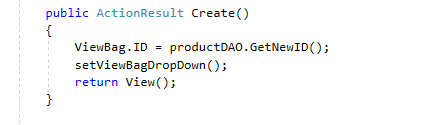 public ActionResult Create()
{
ViewBag.ID = productDAO.GetNewID();
setViewBagDropDown();
return View();
}